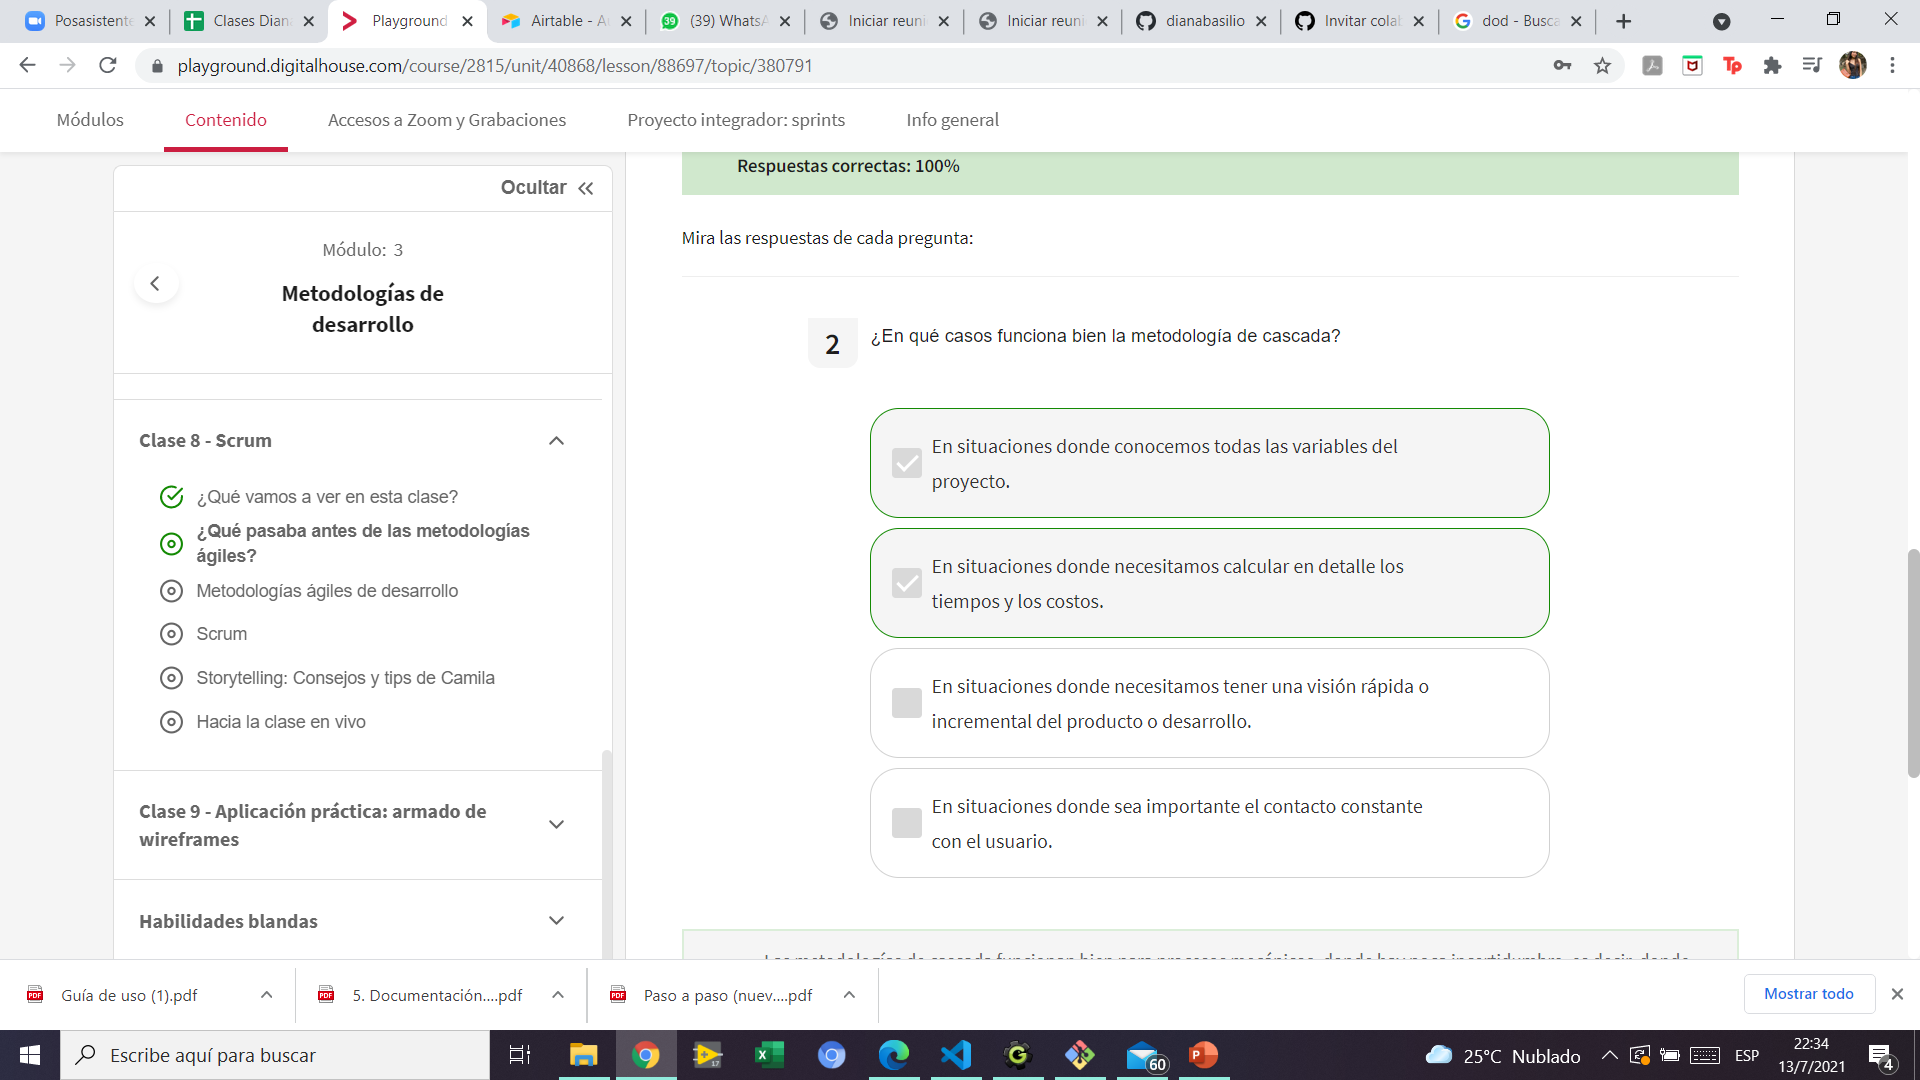 Posasistente
Clases Dian
Playground
Airtable - A
(39) WhatsA
Iniciar reuni
Iniciar reuni
dianabasilio
Invitar colab
dod - Busca
playground.digitalhouse.com/course/2815/unit/40868/lesson/88697/topic/380791
Módulos
Contenido
Accesos a Zoom y Grabaciones
Proyecto integrador: sprints
Info general
Ocultar
Módulo: 3
Metodologías de
desarrollo
Clase 8 - Scrum
¿Qué vamos a ver en esta clase?
¿Qué pasaba antes de las metodologías
ágiles?
Metodologías ágiles de desarrollo
Scrum
Storytelling: Consejos y tips de Camila
Hacia la clase en vivo
Clase 9 - Aplicación práctica: armado de
wireframes
Habilidades blandas
Respuestas correctas: 100%
Mira las respuestas de cada pregunta:
2
¿En qué casos funciona bien la metodología de cascada?
En situaciones donde conocemos todas las variables del
proyecto.
En situaciones donde necesitamos calcular en detalle los
tiempos y los costos.
En situaciones donde necesitamos tener una visión rápida o
incremental del producto o desarrollo.
En situaciones donde sea importante el contacto constante
con el usuario.
Guía de uso (1).pdf
5. Documentación....pdf
Paso a paso (nuev....pdf
Mostrar todo
Escribe aquí para buscar
60
25°C Nublado
ESP
22:34
13/7/2021
4